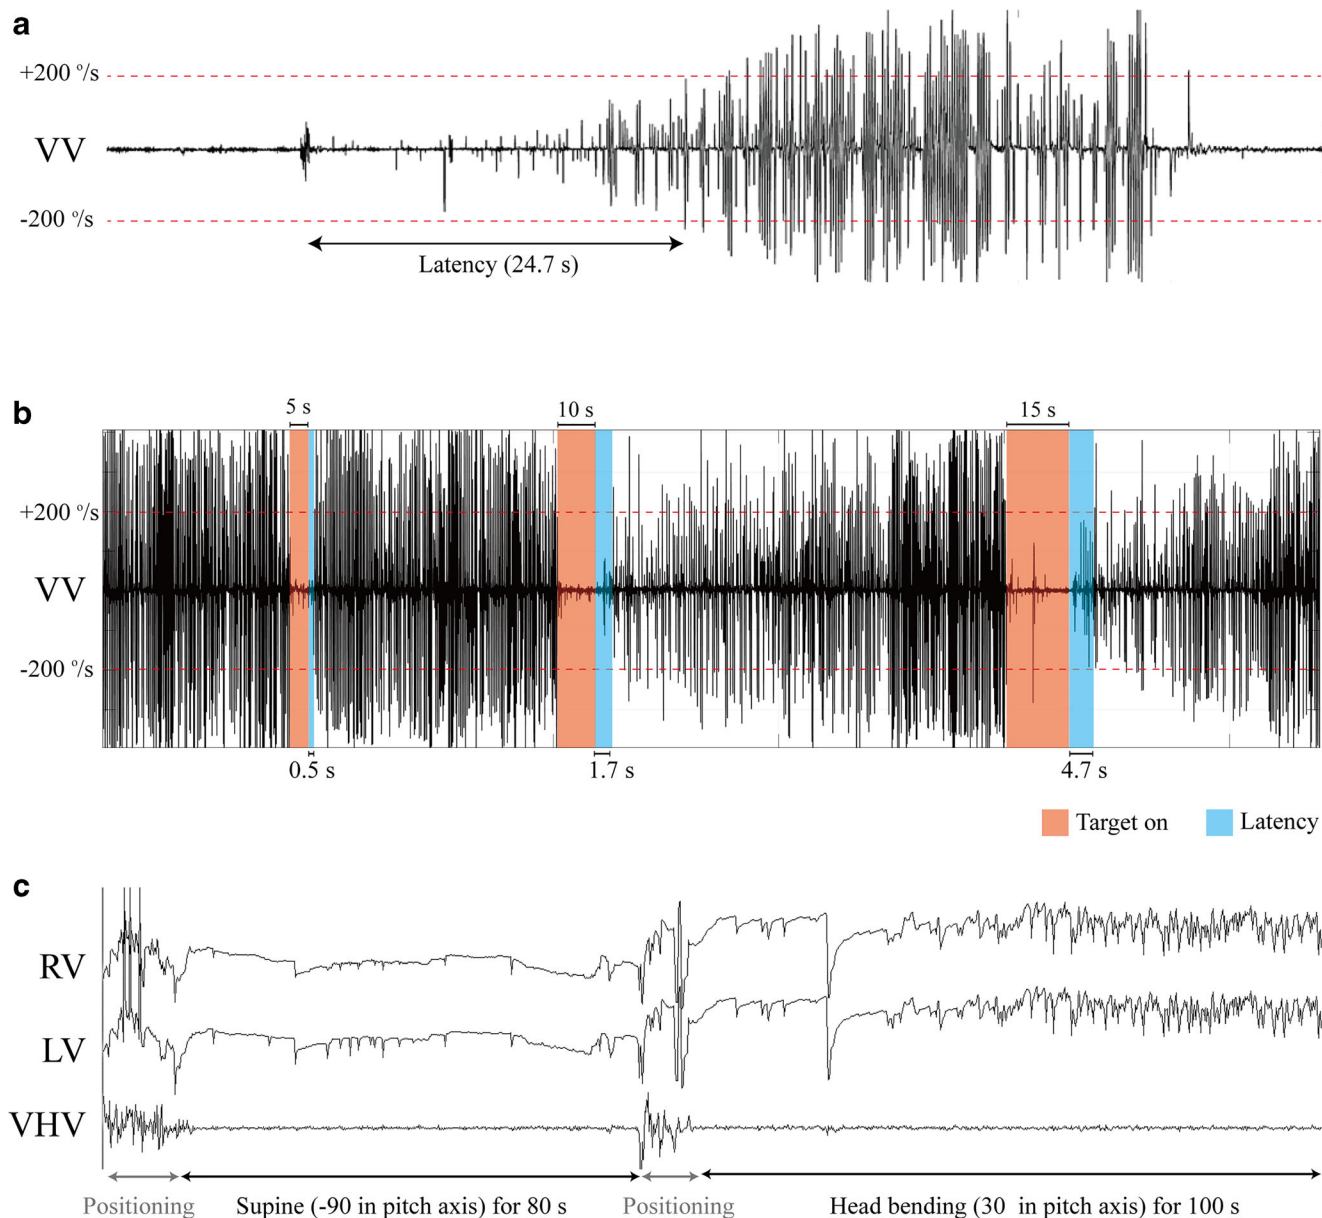 a
+200 °/s
VV
-200 °/s
Latency (24.7 s)
b
5 s
10 s
15 s
+200 °/s
VV
-200 °/s
0.5 s
1.7 s
4.7 s
Target on
Latency
c
RV
LV
VHV
Positioning
Supine (-90 in pitch axis) for 80 s
Positioning
Head bending (30 in pitch axis) for 100 s